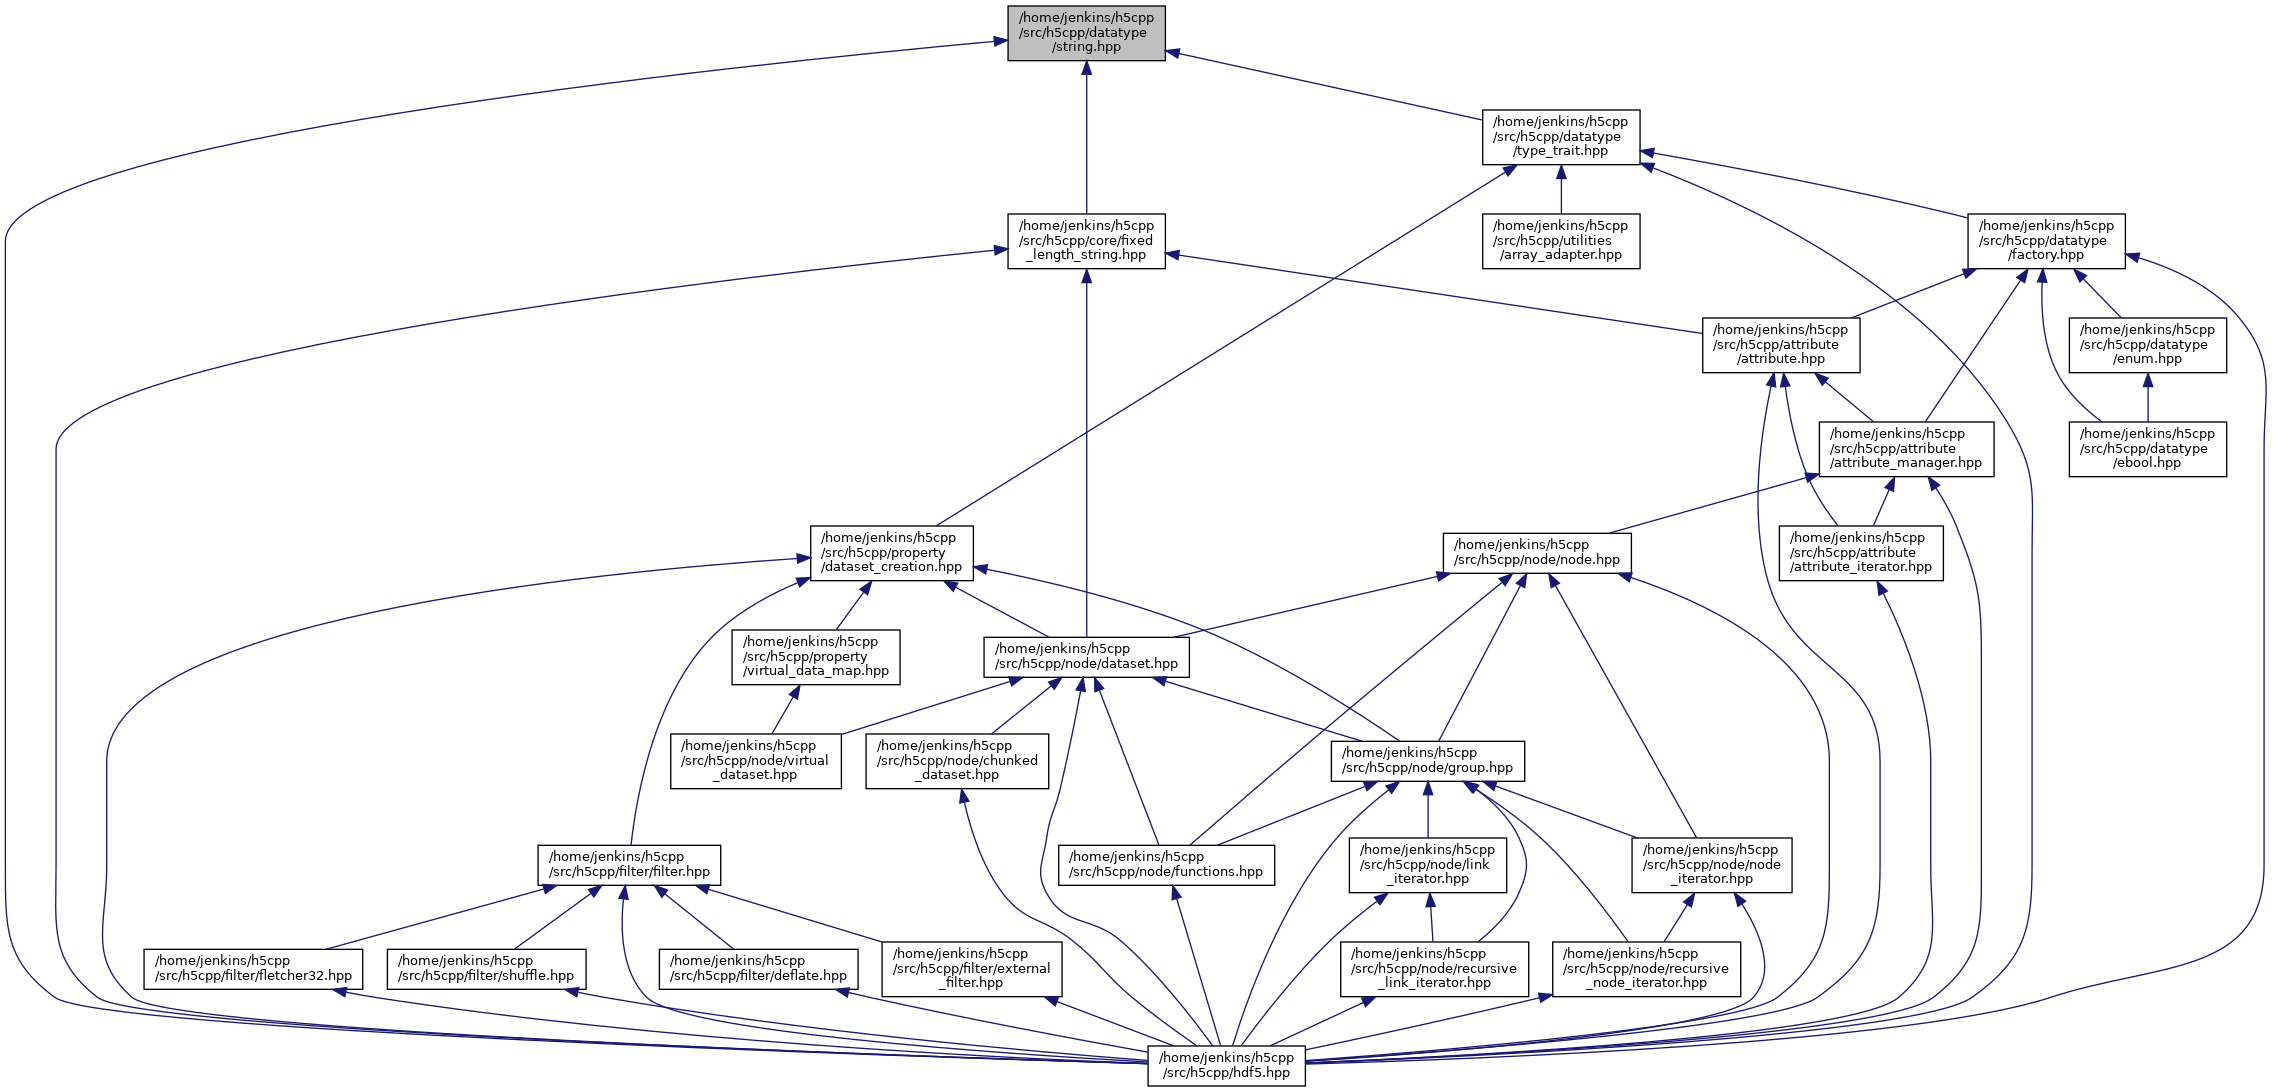 /home/jenkins/h5cpp
/src/h5cpp/datatype
/string.hpp
/home/jenkins/h5cpp
/src/h5cpp/datatype
/type_trait.hpp
/home/jenkins/h5cpp
/src/h5cpp/core/fixed
_length_string.hpp
/home/jenkins/h5cpp
/src/h5cpp/utilities
/array_adapter.hpp
/home/jenkins/h5cpp
/src/h5cpp/datatype
/factory.hpp
/home/jenkins/h5cpp
/src/h5cpp/attribute
/attribute.hpp
/home/jenkins/h5cpp
/src/h5cpp/datatype
/enum.hpp
/home/jenkins/h5cpp
/src/h5cpp/attribute
/attribute_manager.hpp
/home/jenkins/h5cpp
/src/h5cpp/datatype
/ebool.hpp
/home/jenkins/h5cpp
/src/h5cpp/property
/dataset_creation.hpp
/home/jenkins/h5cpp
/src/h5cpp/node/node.hpp
/home/jenkins/h5cpp
/src/h5cpp/attribute
/attribute_iterator.hpp
/home/jenkins/h5cpp
/src/h5cpp/property
/virtual_data_map.hpp
/home/jenkins/h5cpp
/src/h5cpp/node/dataset.hpp
/home/jenkins/h5cpp
/src/h5cpp/node/virtual
_dataset.hpp
/home/jenkins/h5cpp
/src/h5cpp/node/chunked
_dataset.hpp
/home/jenkins/h5cpp
/src/h5cpp/node/group.hpp
/home/jenkins/h5cpp
/src/h5cpp/filter/filter.hpp
/home/jenkins/h5cpp
/src/h5cpp/node/functions.hpp
/home/jenkins/h5cpp
/src/h5cpp/node/link
_iterator.hpp
/home/jenkins/h5cpp
/src/h5cpp/node/node
_iterator.hpp
/home/jenkins/h5cpp
/src/h5cpp/filter/fletcher32.hpp
/home/jenkins/h5cpp
/src/h5cpp/filter/shuffle.hpp
/home/jenkins/h5cpp
/src/h5cpp/filter/deflate.hpp
/home/jenkins/h5cpp
/src/h5cpp/filter/external
_filter.hpp
/home/jenkins/h5cpp
/src/h5cpp/node/recursive
_link_iterator.hpp
/home/jenkins/h5cpp
/src/h5cpp/node/recursive
_node_iterator.hpp
/home/jenkins/h5cpp
/src/h5cpp/hdf5.hpp